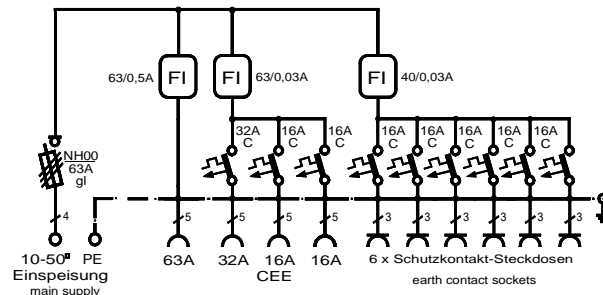 63/0,5A FI 63/0,03A FI 40/0,03A FI
32A 16A 16A 16A 16A 16A 16A 16A
C C C C C C C C
NH00
63A
gl
4 5 5 5 5 3 3 3 3 3 3
10-50¤ PE 63A 32A 16A 16A 6 x Schutzkontakt-Steckdosen
Einspeisung CEE earth contact sockets
main supply